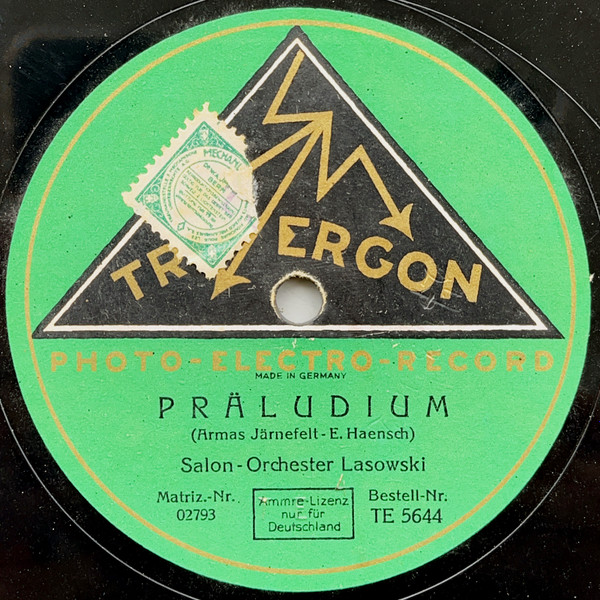 MECHANI
TRI ERGON
PHOTO-ELECTRO-RECORD
MADE IN GERMANY
PRÄLUDIUM
(Armas Järnefelt - E. Haensch)
Salon-Orchester Lasowski
Matriz.-Nr. Bestell-Nr.
02793 TE 5644
Ammre-Lizenz
nur für
Deutschland